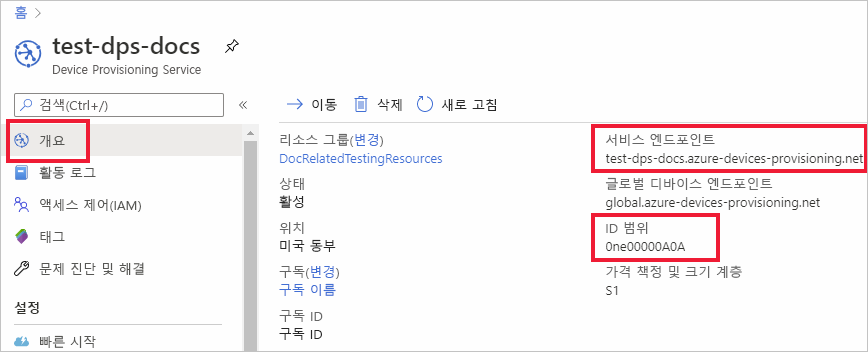 홈 >
test-dps-docs
Device Provisioning Service
검색(Ctrl+/)
«
개요
활동 로그
액세스 제어(IAM)
태그
문제 진단 및 해결
설정
빠른 시작
이동 삭제 새로 고침
리소스 그룹(변경)
DocRelatedTestingResources
상태
활성
위치
미국 동부
구독(변경)
구독 이름
구독 ID
구독 ID
서비스 엔드포인트
test-dps-docs.azure-devices-provisioning.net
글로벌 디바이스 엔드포인트
global.azure-devices-provisioning.net
ID 범위
0ne00000A0A
가격 책정 및 크기 계층
S1